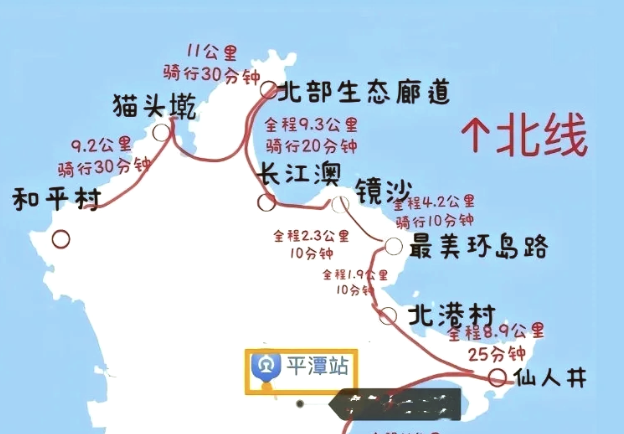 11公里
骑行30分钟
北部生态廊道
猫头墘
↑北线
全程9.3公里
骑行20分钟
9.2公里
骑行30分钟
长江澳
镜沙
和平村
全程4.2公里
骑行10分钟
全程2.3公里
10分钟
最美环岛路
全程1.9公里
10分钟
北港村
全程8.9公里
25分钟
平潭站
仙人井